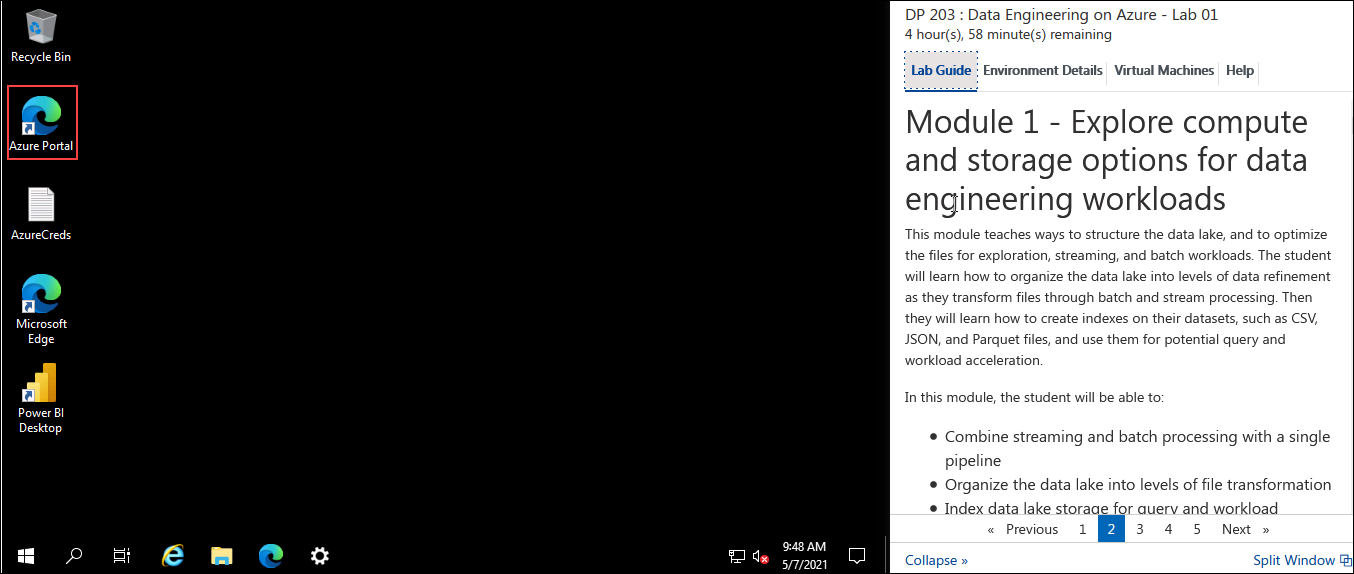 Recycle Bin
Azure Portal
AzureCreds
Microsoft
Edge
Power BI
Desktop
9:48 AM
5/7/2021
DP 203 : Data Engineering on Azure - Lab 01
4 hour(s), 58 minute(s) remaining
Lab Guide Environment Details Virtual Machines Help
Module 1 - Explore compute
and storage options for data
engineering workloads
This module teaches ways to structure the data lake, and to optimize
the files for exploration, streaming, and batch workloads. The student
will learn how to organize the data lake into levels of data refinement
as they transform files through batch and stream processing. Then
they will learn how to create indexes on their datasets, such as CSV,
JSON, and Parquet files, and use them for potential query and
workload acceleration.
In this module, the student will be able to:
● Combine streaming and batch processing with a single
pipeline
● Organize the data lake into levels of file transformation
● Index data lake storage for query and workload
« Previous 1 2 3 4 5 Next »
Collapse » Split Window